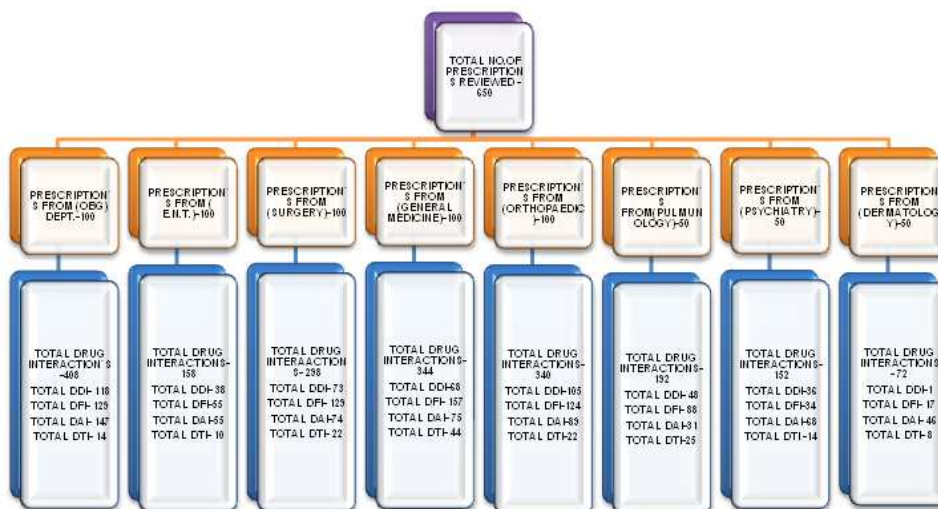 TOTAL NO.OF
PRESCRIPTION
S REVIEWED-
650
PRESCRIPTION'
S FROM (OBG)
DEPT.-100
PRESCRIPTION'
S FROM (
E.N.T.)-100
PRESCRIPTION'
S FROM
(SURGERY)-100
PRESCRIPTION'
S FROM
(GENERAL
MEDICINE)-100
PRESCRIPTION'
S FROM
(ORTHOPAEDIC
)-100
PRESCRIPTION'
S
FROM(PULMUN
OLOGY)-50
PRESCRIPTION'
S FROM
(PSYCHIATRY)-
50
PRESCRIPTION'
S FROM
(DERMATOLOG
Y)-50
TOTAL DRUG
INTERACTION'S
-408
TOTAL DDI-118
TOTAL DFI-129
TOTAL DAI-147
TOTAL DTI-14
TOTAL DRUG
INTERACTIONS-
158
TOTAL DDI-38
TOTAL DFI-55
TOTAL DAI-55
TOTAL DTI-10
TOTAL DRUG
INTERAACTION
S-298
TOTAL DDI-73
TOTAL DFI-129
TOTAL DAI-74
TOTAL DTI-22
TOTAL DRUG
INTERACTIONS-
344
TOTAL DDI-68
TOTAL DFI-157
TOTAL DAI-75
TOTAL DTI-44
TOTAL DRUG
INTERACTIONS-
340
TOTAL DDI-105
TOTAL DFI-124
TOTAL DAI-89
TOTAL DTI-22
TOTAL DRUG
INTERACTIONS-
192
TOTAL DDI-48
TOTAL DFI-88
TOTAL DAI-31
TOTAL DTI-25
TOTAL DRUG
INTERACTIONS-
152
TOTAL DDI-36
TOTAL DFI-34
TOTAL DAI-68
TOTAL DTI-14
TOTAL DRUG
INTERACTIONS
-72
TOTAL DDI-1
TOTAL DFI-17
TOTAL DAI-46
TOTAL DTI-8